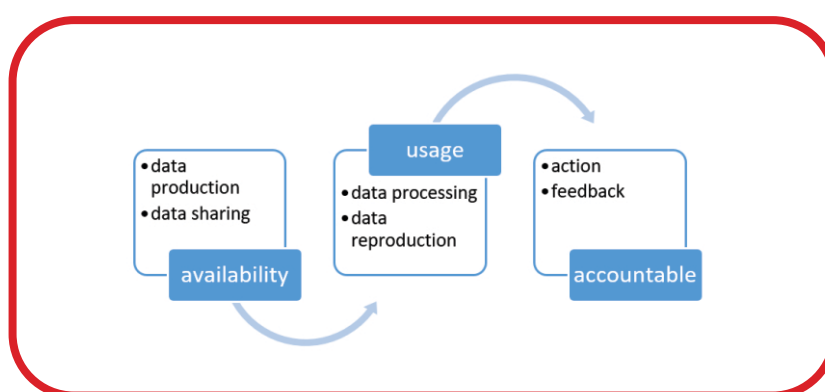 • data
production
• data sharing
availability
usage
• data processing
• data
reproduction
• action
• feedback
accountable